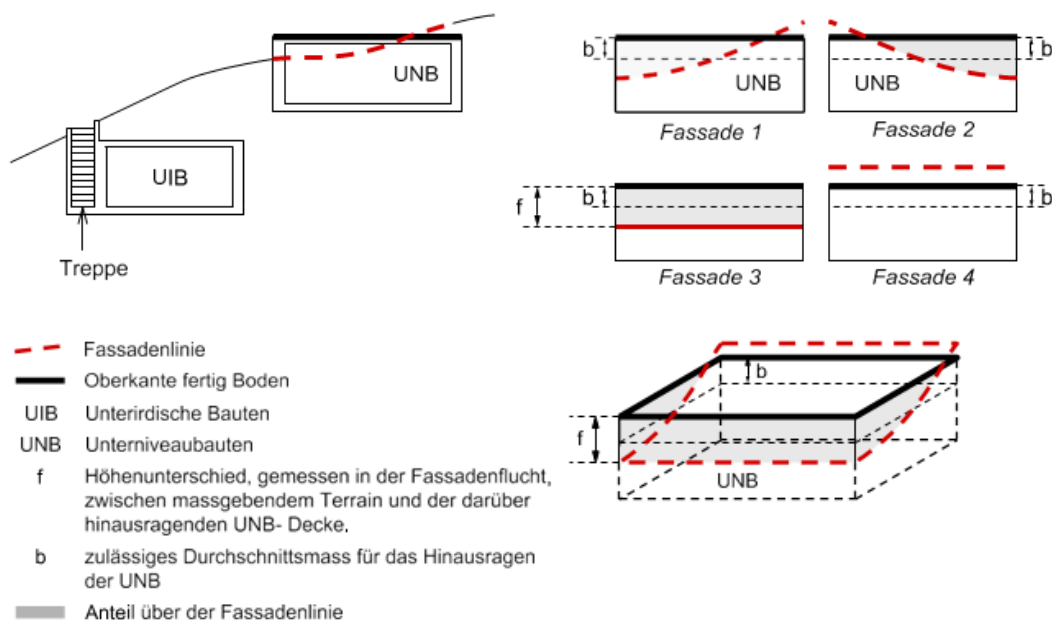 UNB
UIB
Treppe
b
UNB
Fassade 1
UNB
b
Fassade 2
f
b
Fassade 3
b
Fassade 4
b
f
UNB
Fassadenlinie
Oberkante fertig Boden
UIB Unterirdische Bauten
UNB Unterniveaubauten
f Höhenunterschied, gemessen in der Fassadenflucht,
zwischen massgebendem Terrain und der darüber
hinausragenden UNB- Decke.
b zulässiges Durchschnittsmass für das Hinausragen
der UNB
Anteil über der Fassadenlinie